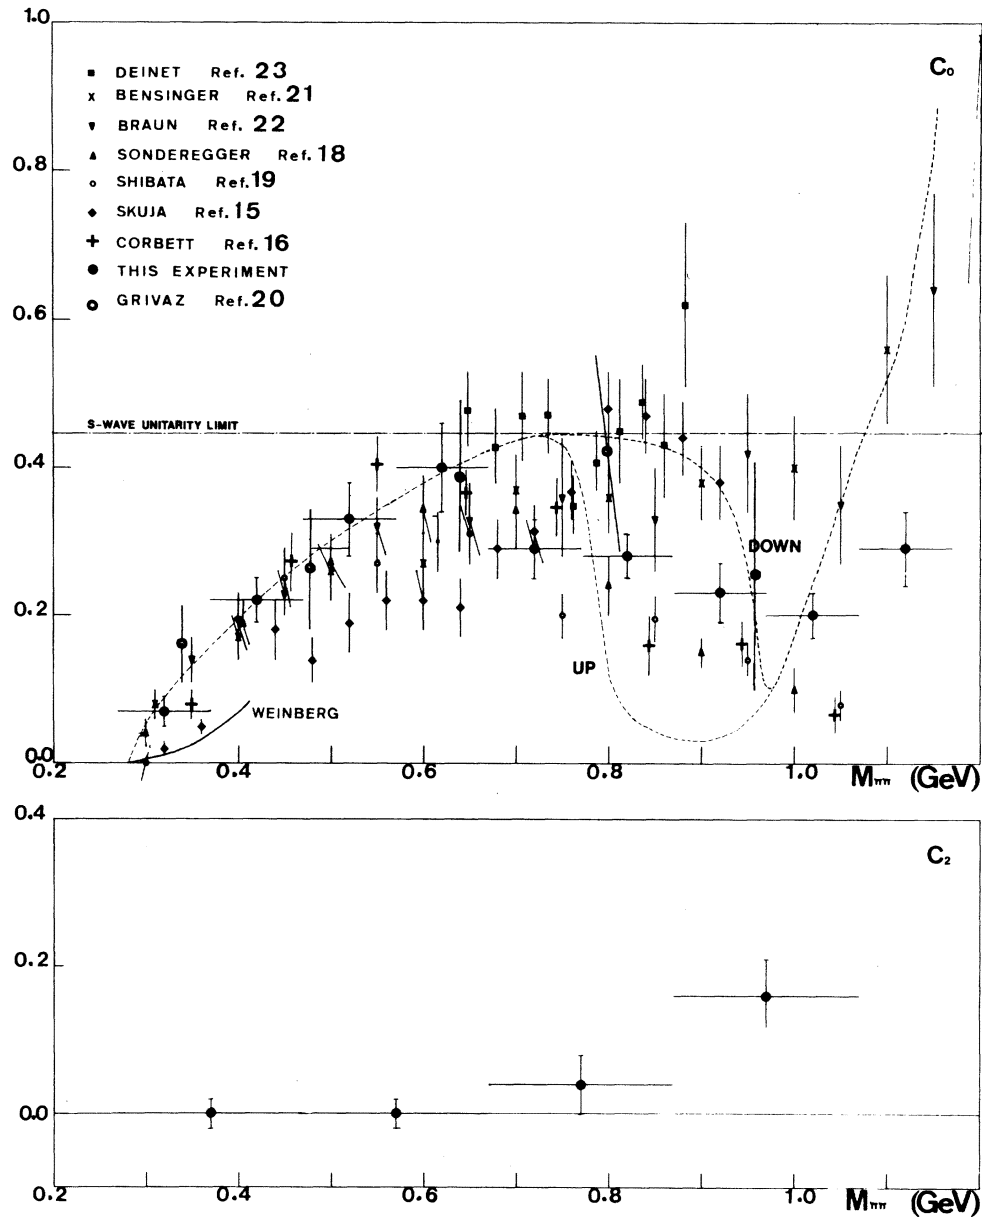 1.0
C₀
■ DEINET Ref. 23
x BENSINGER Ref. 21
▼ BRAUN Ref. 22
▲ SONDEREGGER Ref. 18
○ SHIBATA Ref. 19
◆ SKUJA Ref. 15
+ CORBETT Ref. 16
● THIS EXPERIMENT
GRIVAZ Ref. 20
0.8
0.6
S-WAVE UNITARITY LIMIT
0.4
DOWN
0.2
UP
WEINBERG
0.0
0.2 0.4 0.6 0.8 1.0 Mππ (GeV)
0.4
C₂
0.2
0.0
0.2 0.4 0.6 0.8 1.0 Mππ (GeV)